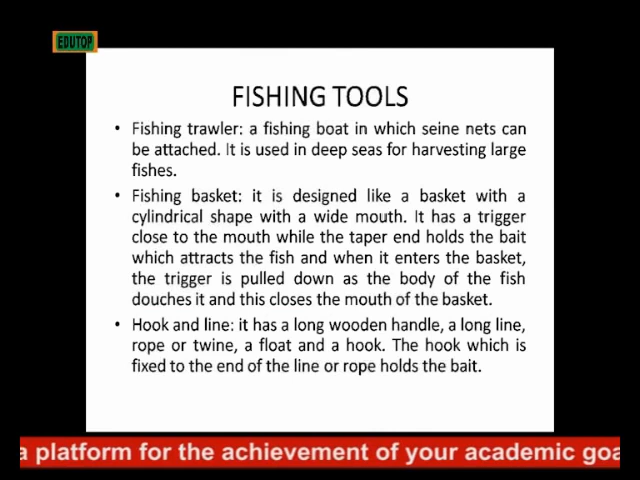 EDUTOP
FISHING TOOLS
• Fishing trawler: a fishing boat in which seine nets can
be attached. It is used in deep seas for harvesting large
fishes.
• Fishing basket: it is designed like a basket with a
cylindrical shape with a wide mouth. It has a trigger
close to the mouth while the taper end holds the bait
which attracts the fish and when it enters the basket,
the trigger is pulled down as the body of the fish
douches it and this closes the mouth of the basket.
• Hook and line: it has a long wooden handle, a long line,
rope or twine, a float and a hook. The hook which is
fixed to the end of the line or rope holds the bait.
a platform for the achievement of your academic goa